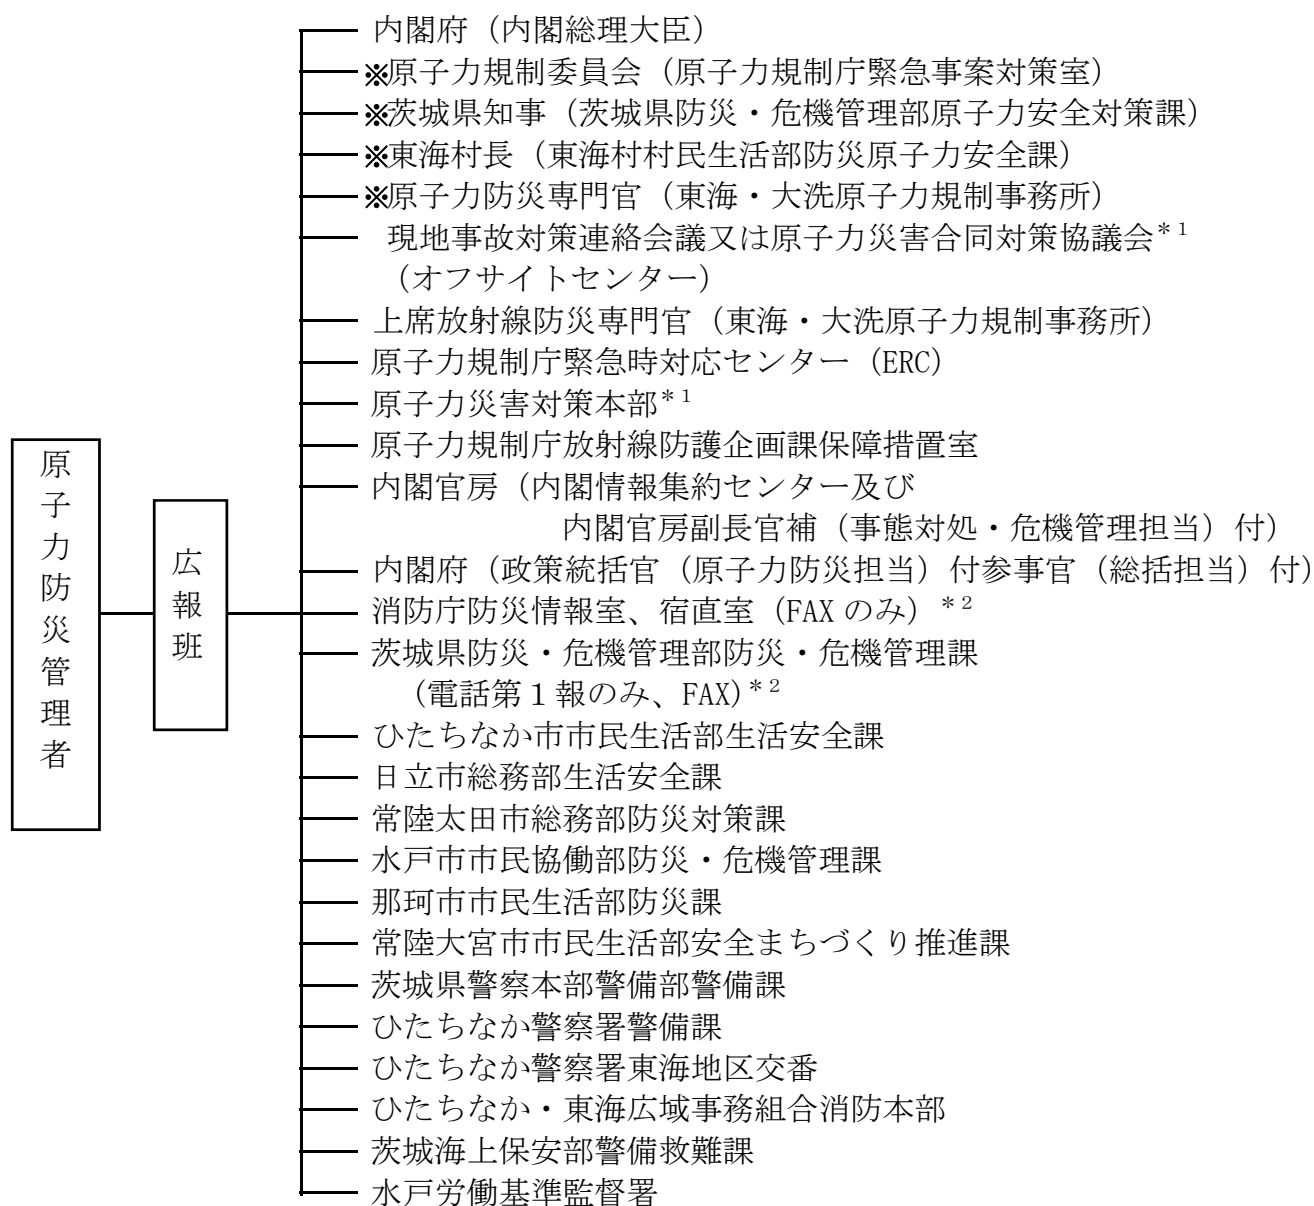 内閣府（内閣総理大臣）
※原子力規制委員会（原子力規制庁緊急事案対策室）
※茨城県知事（茨城県防災・危機管理部原子力安全対策課）
※東海村長（東海村村民生活部防災原子力安全課）
※原子力防災専門官（東海・大洗原子力規制事務所）
現地事故対策連絡会議又は原子力災害合同対策協議会＊１
（オフサイトセンター）
上席放射線防災専門官（東海・大洗原子力規制事務所）
原子力規制庁緊急時対応センター（ERC）
原子力災害対策本部＊１
原子力規制庁放射線防護企画課保障措置室
内閣官房（内閣情報集約センター及び
内閣官房副長官補（事態対処・危機管理担当）付）
内閣府（政策統括官（原子力防災担当）付参事官（総括担当）付）
消防庁防災情報室、宿直室（FAX のみ）＊２
茨城県防災・危機管理部防災・危機管理課
（電話第１報のみ、FAX）＊２
ひたちなか市市民生活部生活安全課
日立市総務部生活安全課
常陸太田市総務部防災対策課
水戸市市民協働部防災・危機管理課
那珂市市民生活部防災課
常陸大宮市市民生活部安全まちづくり推進課
茨城県警察本部警備部警備課
ひたちなか警察署警備課
ひたちなか警察署東海地区交番
ひたちなか・東海広域事務組合消防本部
茨城海上保安部警備救難課
水戸労働基準監督署
原子力防災管理者
広報班